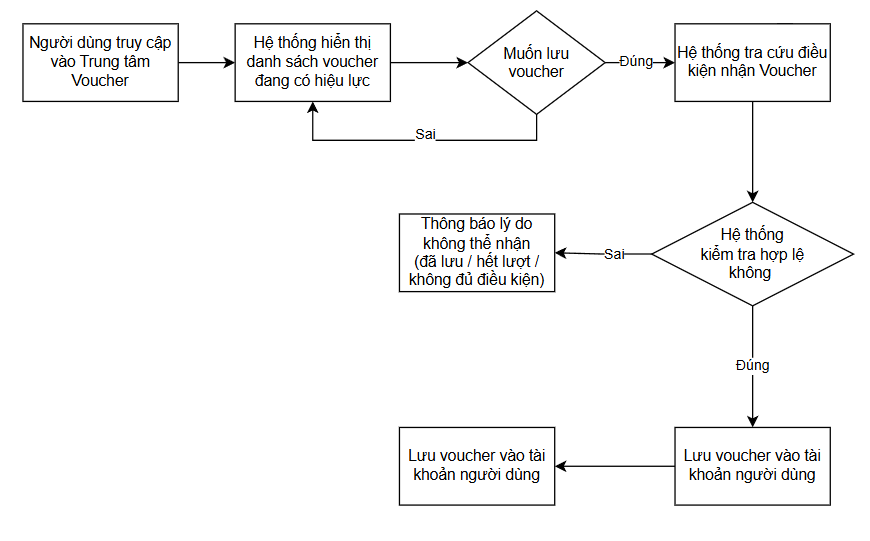 Người dùng truy cập
vào Trung tâm
Voucher
Hệ thống hiển thị
danh sách voucher
đang có hiệu lực
Muốn lưu
voucher
Đúng
Hệ thống tra cứu điều
kiện nhận Voucher
Sai
Thông báo lý do
không thể nhận
(đã lưu / hết lượt /
không đủ điều kiện)
Sai
Hệ thống
kiểm tra hợp lệ
không
Đúng
Lưu voucher vào tài
khoản người dùng
Lưu voucher vào tài
khoản người dùng